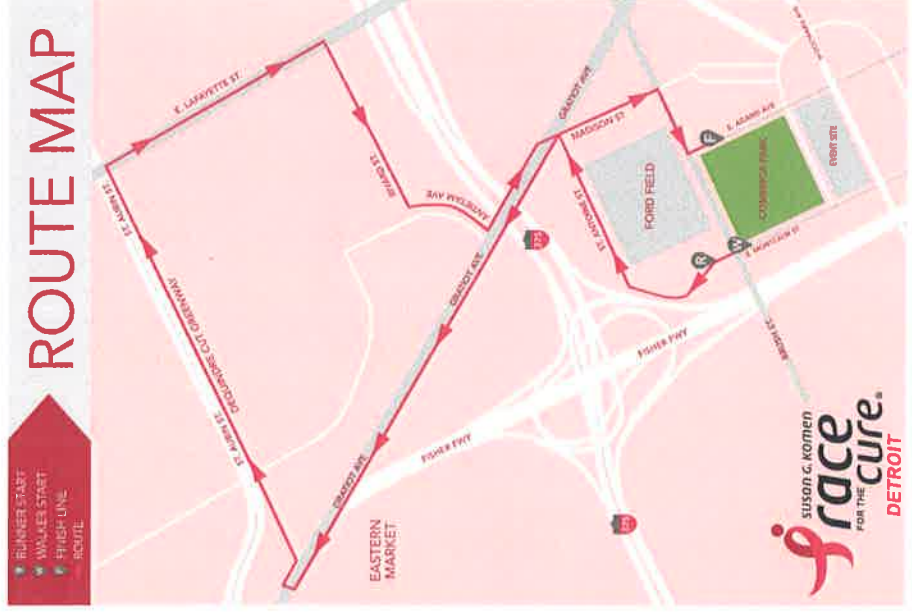 ROUTE MAP
R RUNNER START
W WALKER START
F FINISH LINE
ROUTE
E. LAFAYETTE ST.
ST. AUBIN ST.
DEQUINDRE CUT GREENWAY
ST. AUBIN ST.
RIVARD ST.
ANTIETAM AVE
GRATIOT AVE
GRATIOT AVE
GRATIOT AVE
MADISON ST
ST. ANTOINE ST.
FORD FIELD
E. ADAMS AVE
F
COMERICA PARK
EVENT SITE
R
W
E. MONTCALM ST
BRUSH ST.
375
FISHER FWY
FISHER FWY
375
EASTERN
MARKET
susan g. komen
race
FOR THE cure®
DETROIT